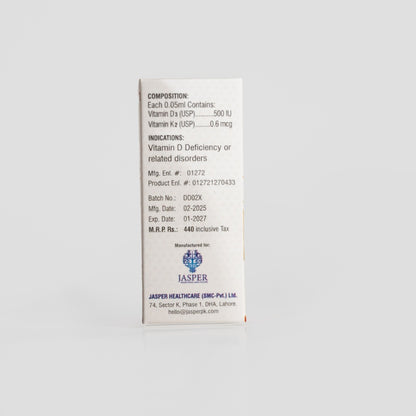 COMPOSITION:
Each 0.05ml Contains:
Vitamin D3 (USP)..........500 IU
Vitamin K2 (USP)..........0.6 mcg
INDICATIONS:
Vitamin D Deficiency or
related disorders
Mfg. Enl. #: 01272
Product Enl. #: 012721270433
Batch No.: DD02X
Mfg. Date: 02-2025
Exp. Date: 01-2027
M.R.P. Rs.: 440 inclusive Tax
Manufactured for:
JASPER
JASPER HEALTHCARE (SMC-Pvt.) Ltd.
74, Sector K, Phase 1, DHA, Lahore.
hello@jasperpk.com